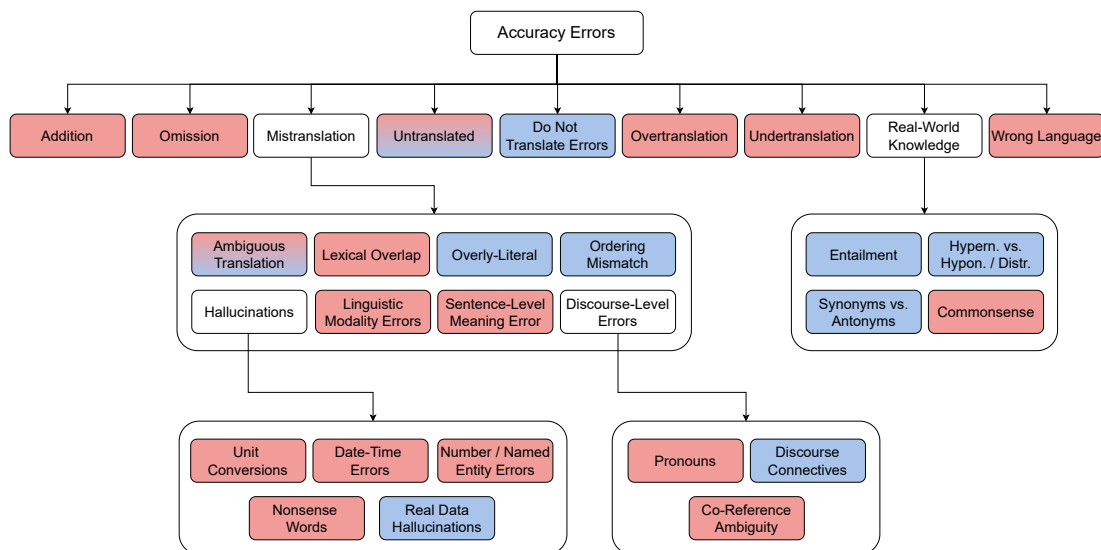 Accuracy Errors
Addition
Omission
Mistranslation
Untranslated
Do Not
Translate Errors
Overtranslation
Undertranslation
Real-World
Knowledge
Wrong Language
Ambiguous
Translation
Lexical Overlap
Overly-Literal
Ordering
Mismatch
Hallucinations
Linguistic
Modality Errors
Sentence-Level
Meaning Error
Discourse-Level
Errors
Entailment
Hypern. vs.
Hypon. / Distr.
Synonyms vs.
Antonyms
Commonsense
Unit
Conversions
Date-Time
Errors
Number / Named
Entity Errors
Nonsense
Words
Real Data
Hallucinations
Pronouns
Discourse
Connectives
Co-Reference
Ambiguity